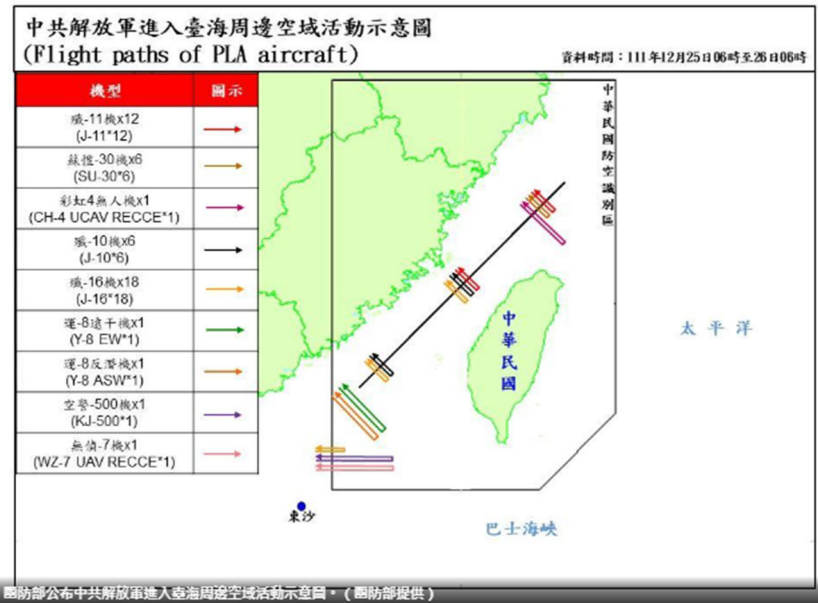 中共解放軍進入臺海周邊空域活動示意圖
(Flight paths of PLA aircraft)
資料時間：111年12月25日06時至26日06時
機型 圖示
殲-11機x12
(J-11*12)
蘇愷-30機x6
(SU-30*6)
彩虹4無人機x1
(CH-4 UCAV RECCE*1)
殲-10機x6
(J-10*6)
殲-16機x18
(J-16*18)
運-8遠干機x1
(Y-8 EW*1)
運-8反潛機x1
(Y-8 ASW*1)
空警-500機x1
(KJ-500*1)
無偵-7機x1
(WZ-7 UAV RECCE*1)
中華民國防空識別區
中華民國
太平洋
東沙
巴士海峽
國防部公布中共解放軍進入臺海周邊空域活動示意圖。（國防部提供）